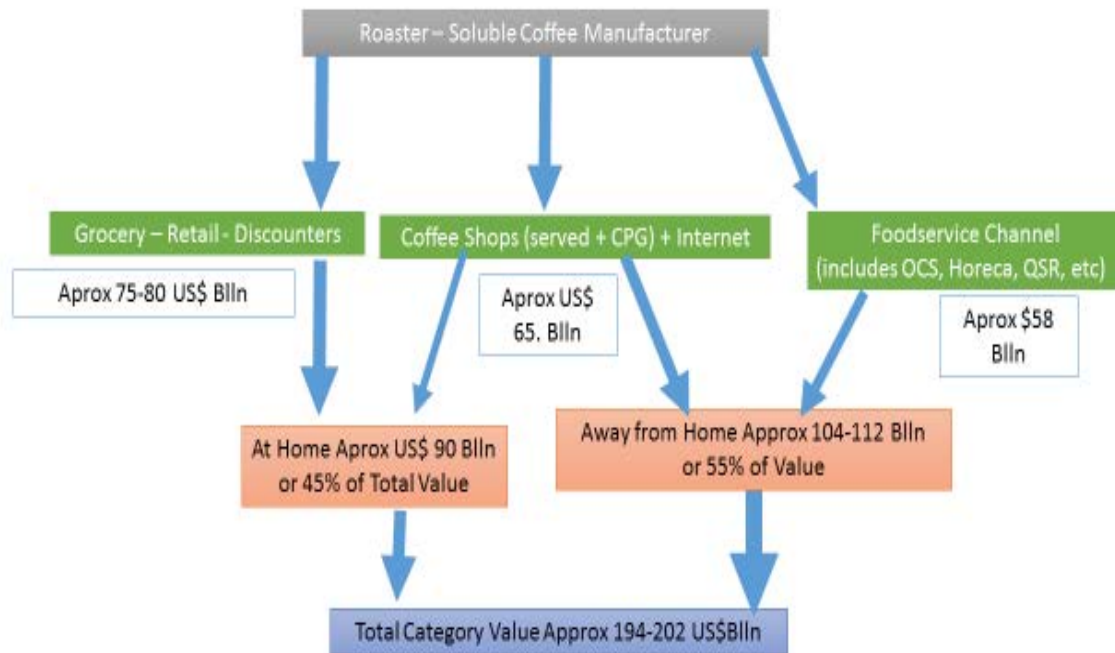 Roaster – Soluble Coffee Manufacturer
Grocery – Retail - Discounters
Coffee Shops (served + CPG) + Internet
Foodservice Channel
(includes OCS, Horeca, QSR, etc)
Aprox 75-80 US$ Blln
Aprox US$
65. Blln
Aprox $58
Blln
At Home Aprox US$ 90 Blln
or 45% of Total Value
Away from Home Approx 104-112 Blln
or 55% of Value
Total Category Value Approx 194-202 US$Blln